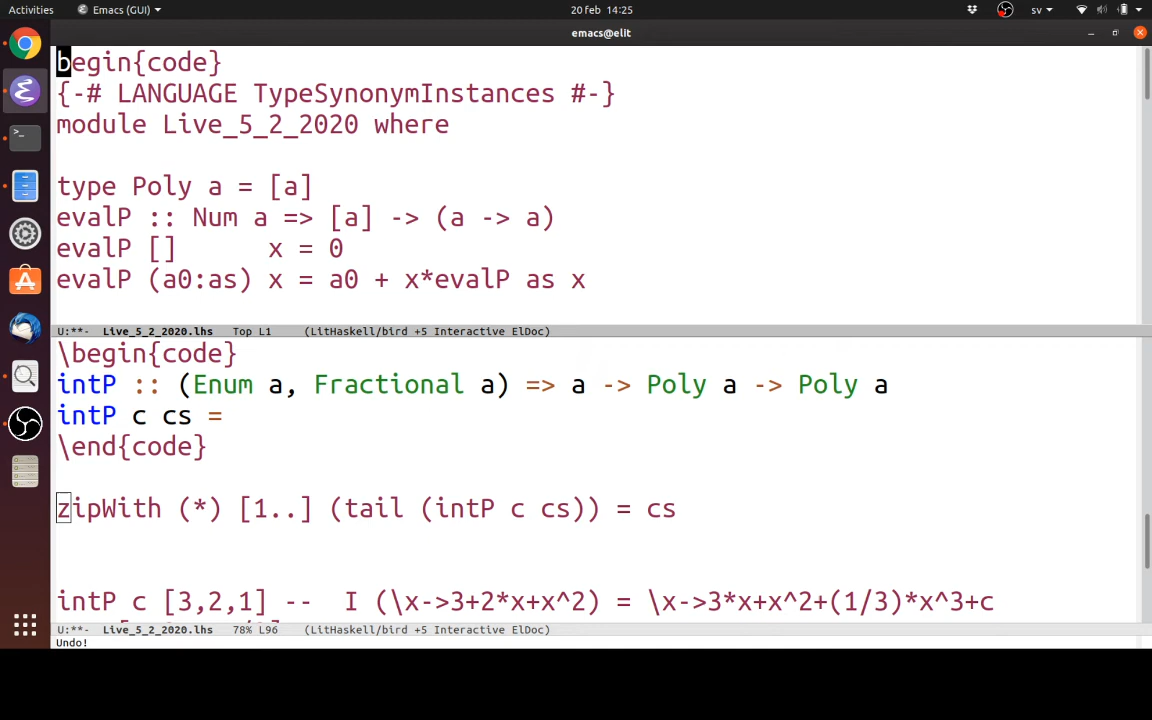 Activities Emacs (GUI) 20 feb 14:25 sv
emacs@elit
begin{code}
{-# LANGUAGE TypeSynonymInstances #-}
module Live_5_2_2020 where
type Poly a = [a]
evalP :: Num a => [a] -> (a -> a)
evalP []      x = 0
evalP (a0:as) x = a0 + x*evalP as x
U:**-  Live_5_2_2020.lhs   Top L1    (LitHaskell/bird +5 Interactive ElDoc)
\begin{code}
intP :: (Enum a, Fractional a) => a -> Poly a -> Poly a
intP c cs =
\end{code}
zipWith (*) [1..] (tail (intP c cs)) = cs
intP c [3,2,1] --  I (\x->3+2*x+x^2) = \x->3*x+x^2+(1/3)*x^3+c
U:**-  Live_5_2_2020.lhs   78% L96   (LitHaskell/bird +5 Interactive ElDoc)
Undo!